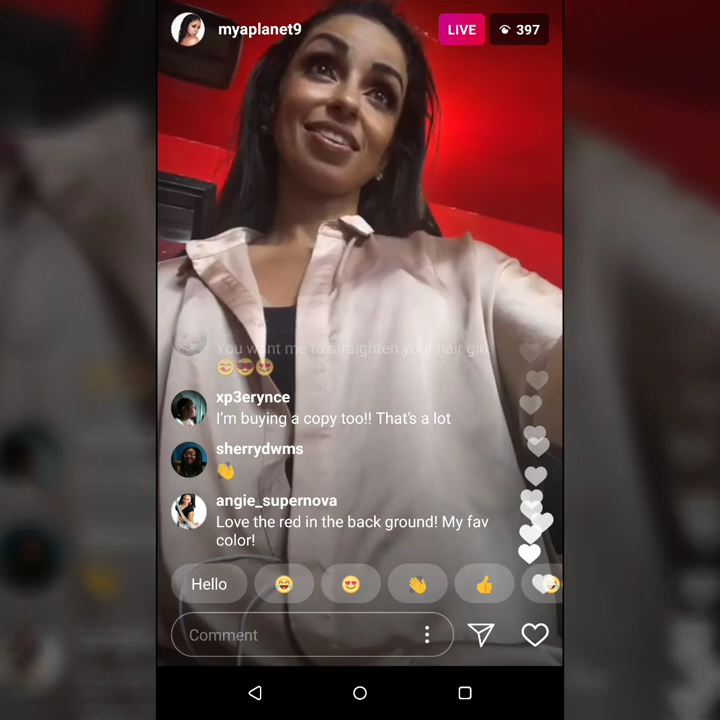 myaplanet9
LIVE
397
You want me to straighten your hair girl
xp3erynce
I'm buying a copy too!! That's a lot
sherrydwms
angie_supernova
Love the red in the back ground! My fav
color!
Hello
Comment